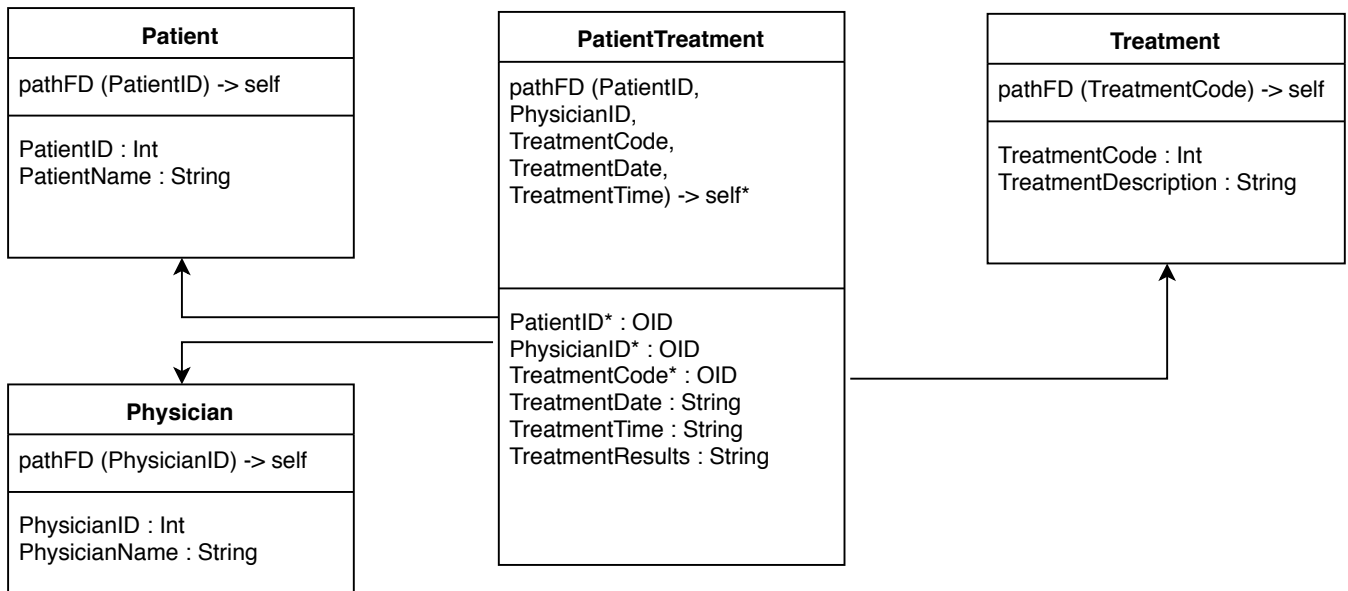 Patient
pathFD (PatientID) -> self
PatientID : Int
PatientName : String
PatientTreatment
pathFD (PatientID,
PhysicianID,
TreatmentCode,
TreatmentDate,
TreatmentTime) -> self*
PatientID* : OID
PhysicianID* : OID
TreatmentCode* : OID
TreatmentDate : String
TreatmentTime : String
TreatmentResults : String
Treatment
pathFD (TreatmentCode) -> self
TreatmentCode : Int
TreatmentDescription : String
Physician
pathFD (PhysicianID) -> self
PhysicianID : Int
PhysicianName : String